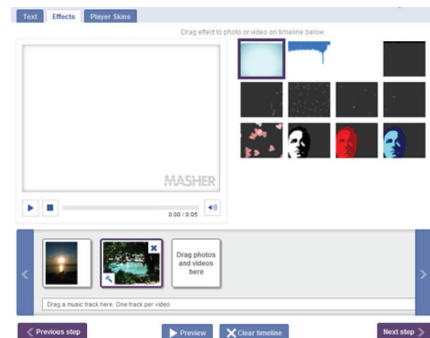 Text Effects Player Skins
Drag effect to photo or video on timeline below.
MASHER
0:00 / 0:05
Drag photos
and videos
here
Drag a music track here. One track per video
Previous step Preview Clear timeline Next step